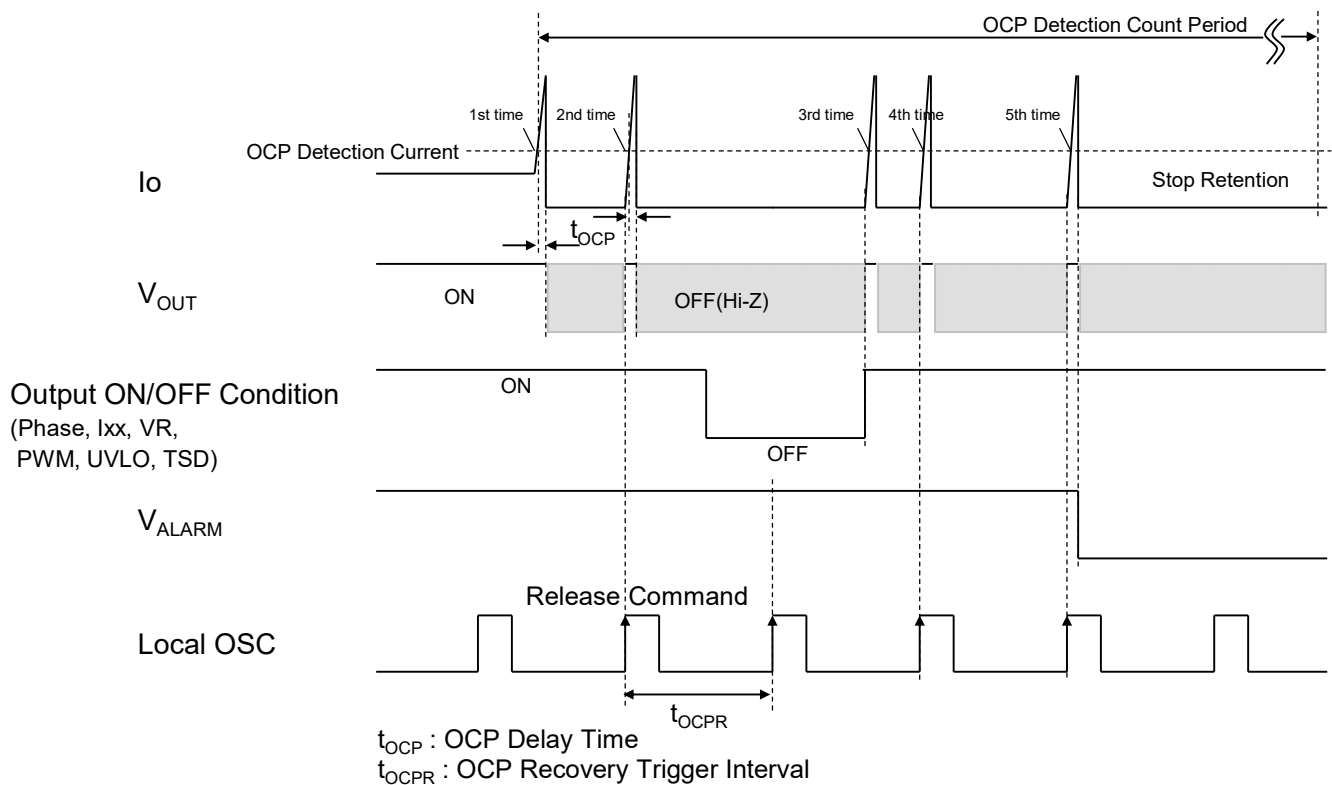 OCP Detection Count Period
1st time
2nd time
3rd time
4th time
5th time
OCP Detection Current
Io
Stop Retention
tOCP
VOUT
ON
OFF(Hi-Z)
Output ON/OFF Condition
(Phase, Ixx, VR,
PWM, UVLO, TSD)
ON
OFF
VALARM
Release Command
Local OSC
tOCPR
tOCP : OCP Delay Time
tOCPR : OCP Recovery Trigger Interval